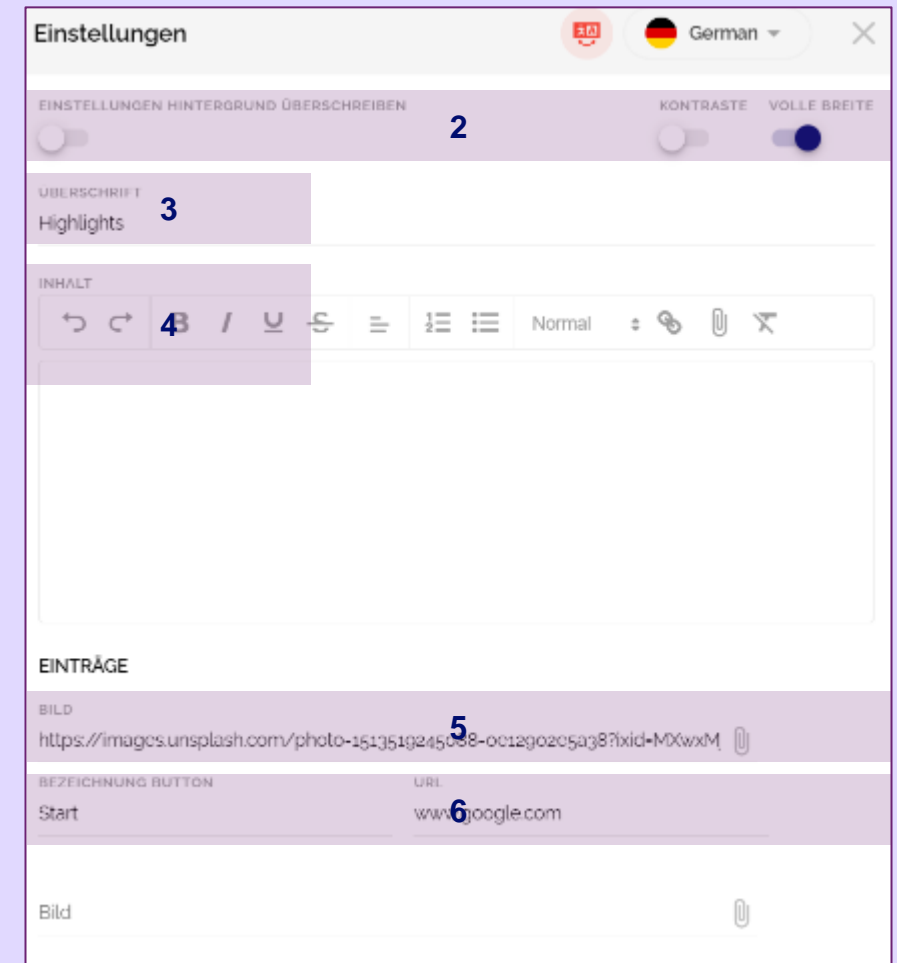 Einstellungen
German
EINSTELLUNGEN HINTERGRUND ÜBERSCHREIBEN
KONTRASTE VOLLE BREITE
2
ÜBERSCHRIFT
3
Highlights
INHALT
4
B I U S Normal
EINTRÄGE
BILD
5
BEZEICHNUNG BUTTON URL
Start
6
Bild